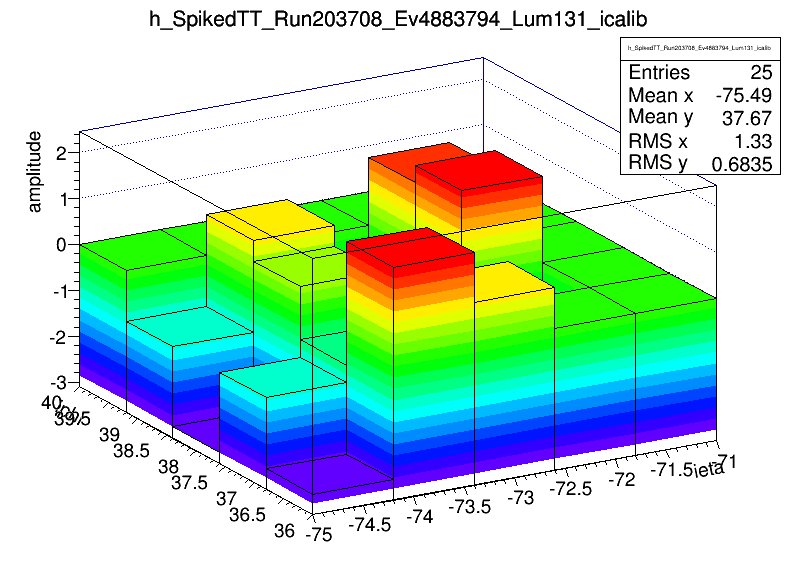 h_SpikedTT_Run203708_Ev4883794_Lum131_icalib
h_SpikedTT_Run203708_Ev4883794_Lum131_icalib
Entries 25
Mean x -75.49
Mean y 37.67
RMS x 1.33
RMS y 0.6835
amplitude
2
1
0
-1
-2
-3
40
39.5
39
38.5
38
37.5
37
36.5
36
-75
-74.5
-74
-73.5
-73
-72.5
-72
-71.5
ieta
-71